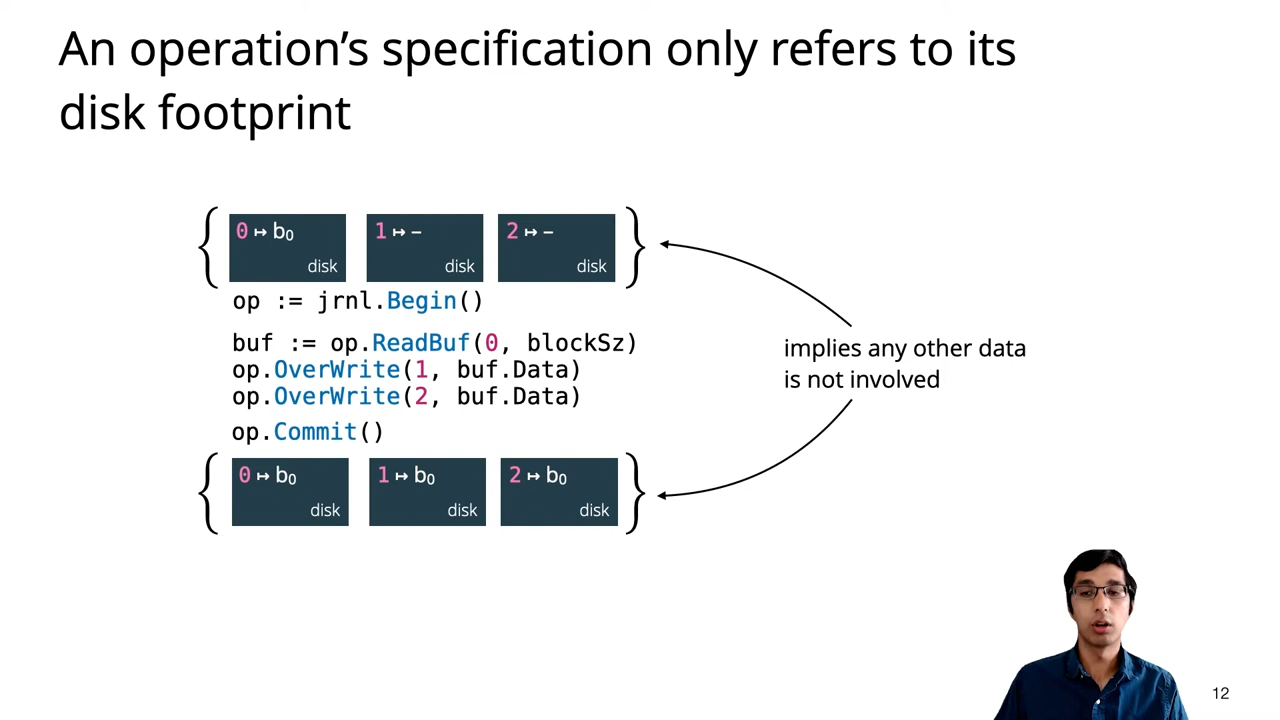 An operation’s specification only refers to its
disk footprint
{ 0 ↦ b₀ disk 1 ↦ – disk 2 ↦ – disk }
op := jrnl.Begin()
buf := op.ReadBuf(0, blockSz)
op.OverWrite(1, buf.Data)
op.OverWrite(2, buf.Data)
op.Commit()
{ 0 ↦ b₀ disk 1 ↦ b₀ disk 2 ↦ b₀ disk }
implies any other data
is not involved
12